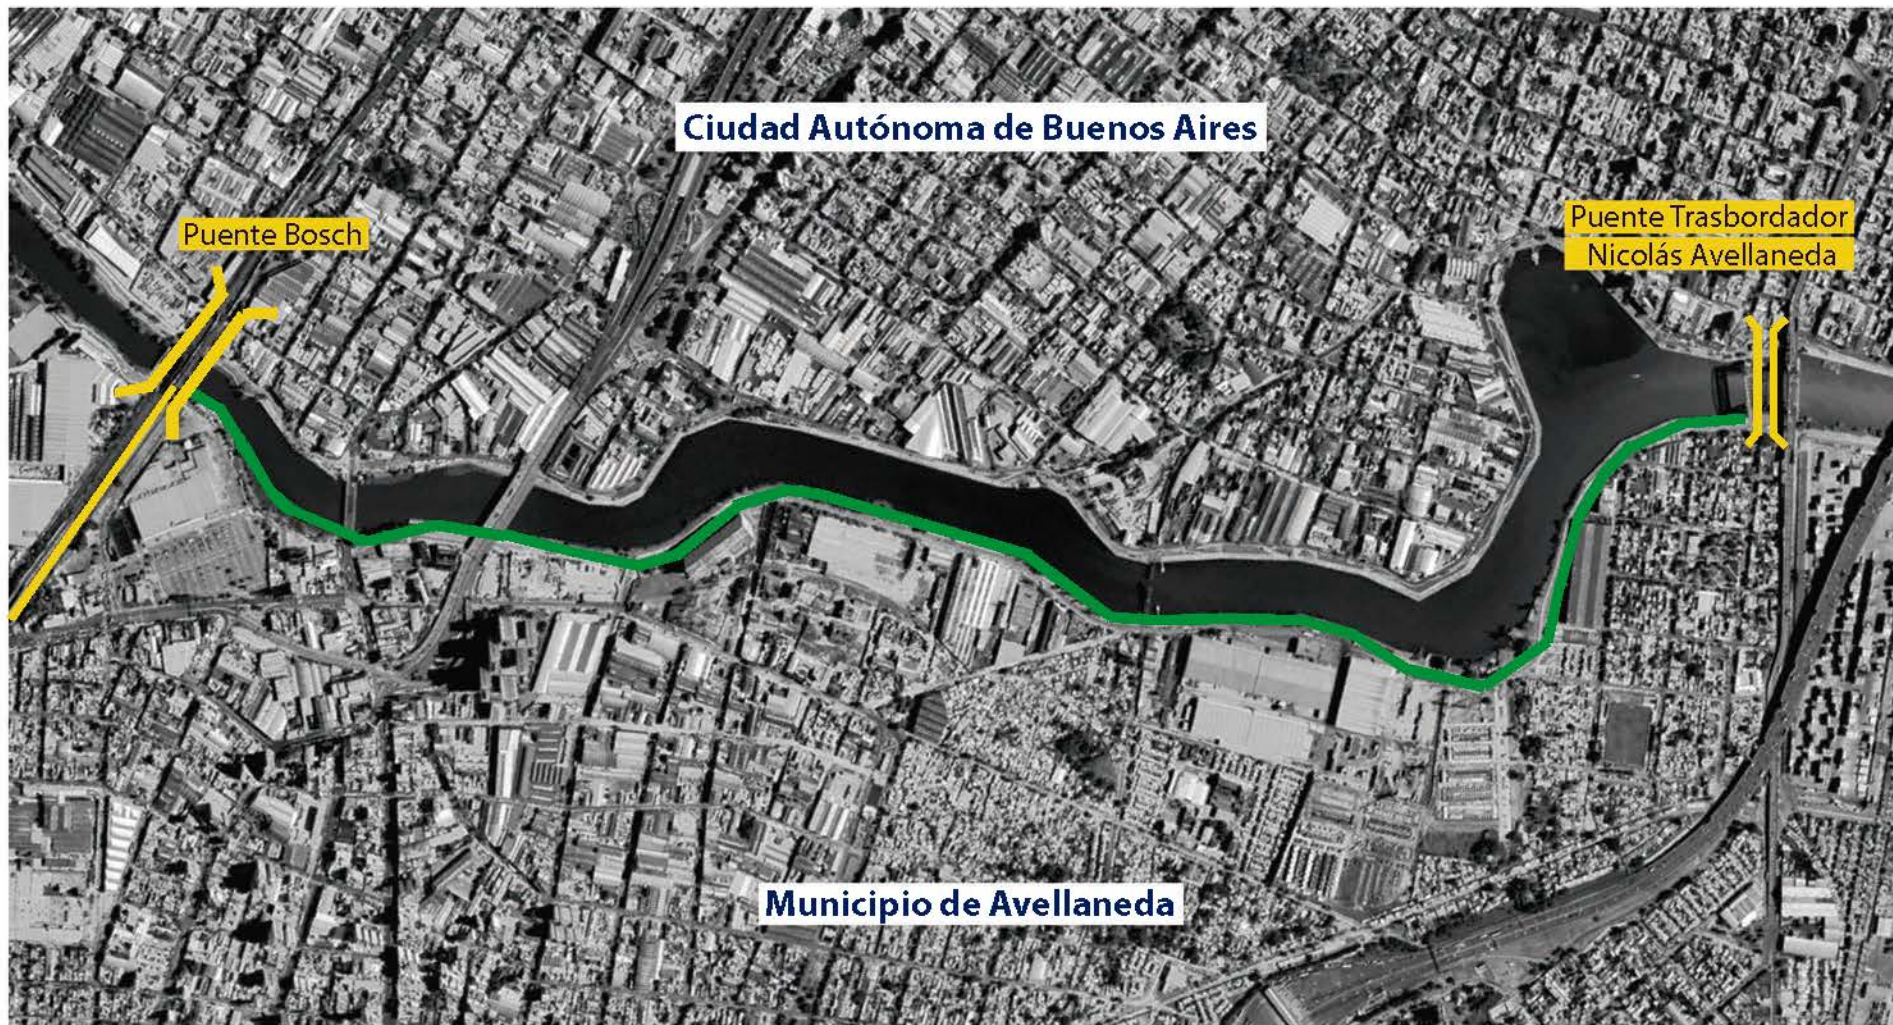 Ciudad Autónoma de Buenos Aires
Puente Bosch
Puente Trasbordador
Nicolás Avellaneda
Municipio de Avellaneda